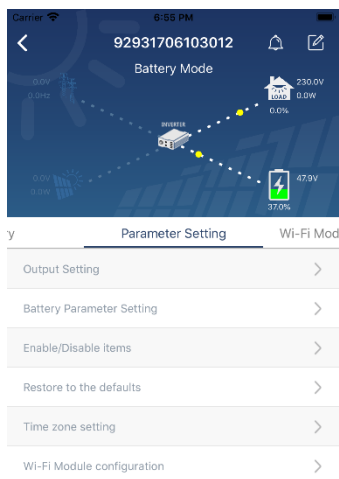 Carrier 6:55 PM
92931706103012
Battery Mode
0.0V
0.0Hz
230.0V
LOAD 0.0W
0.0%
INVERTER
0.0V
0.0W
47.9V
37.0%
y Parameter Setting Wi-Fi Mod
Output Setting
Battery Parameter Setting
Enable/Disable items
Restore to the defaults
Time zone setting
Wi-Fi Module configuration